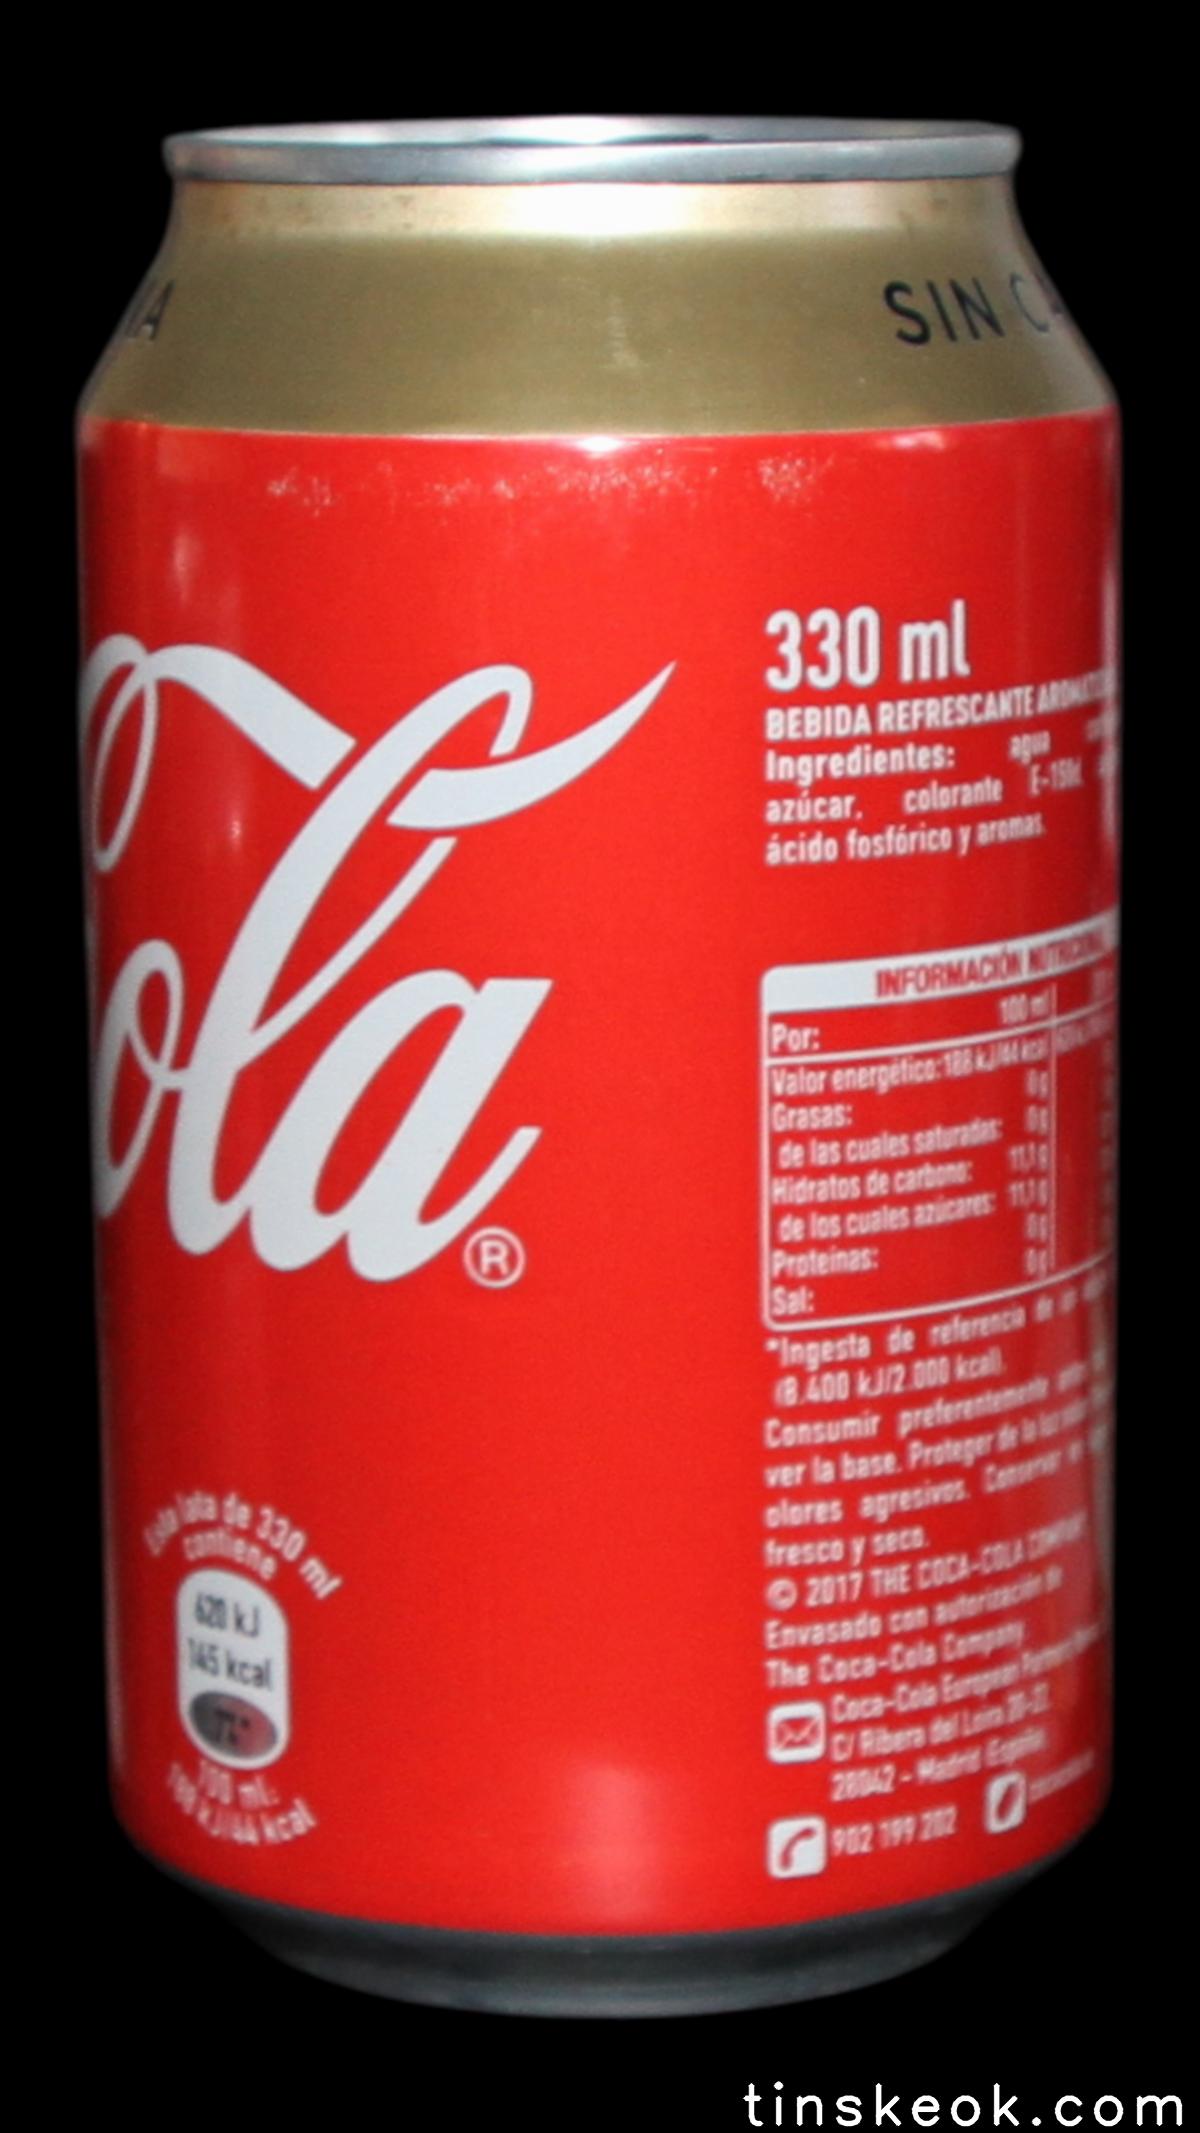 SIN
Cola
®
330 ml
BEBIDA REFRESCANTE
Ingredientes: agua
azúcar, colorante E-150d,
ácido fosfórico y aromas.
INFORMACIÓN
100 ml
Por:
Valor energético: 188 kJ/44 kcal
Grasas: 0 g
de las cuales saturadas: 0 g
Hidratos de carbono: 11,1 g
de los cuales azúcares: 11,1 g
Proteínas: 0 g
Sal: 0 g
*Ingesta de referencia de
(8.400 kJ/2.000 kcal).
Consumir preferentemente
ver la base. Proteger de la luz
olores agresivos. Conservar
fresco y seco.
© 2017 THE COCA-COLA COMPANY
Envasado con autorización de
The Coca-Cola Company
Coca-Cola European
C/ Ribera del Loira 20-22,
28042 - Madrid (España)
902 199 202
Esta lata de 330 ml
contiene
620 kJ
145 kcal
7%*
100 ml:
188 kJ/44 kcal
tinskeok.com